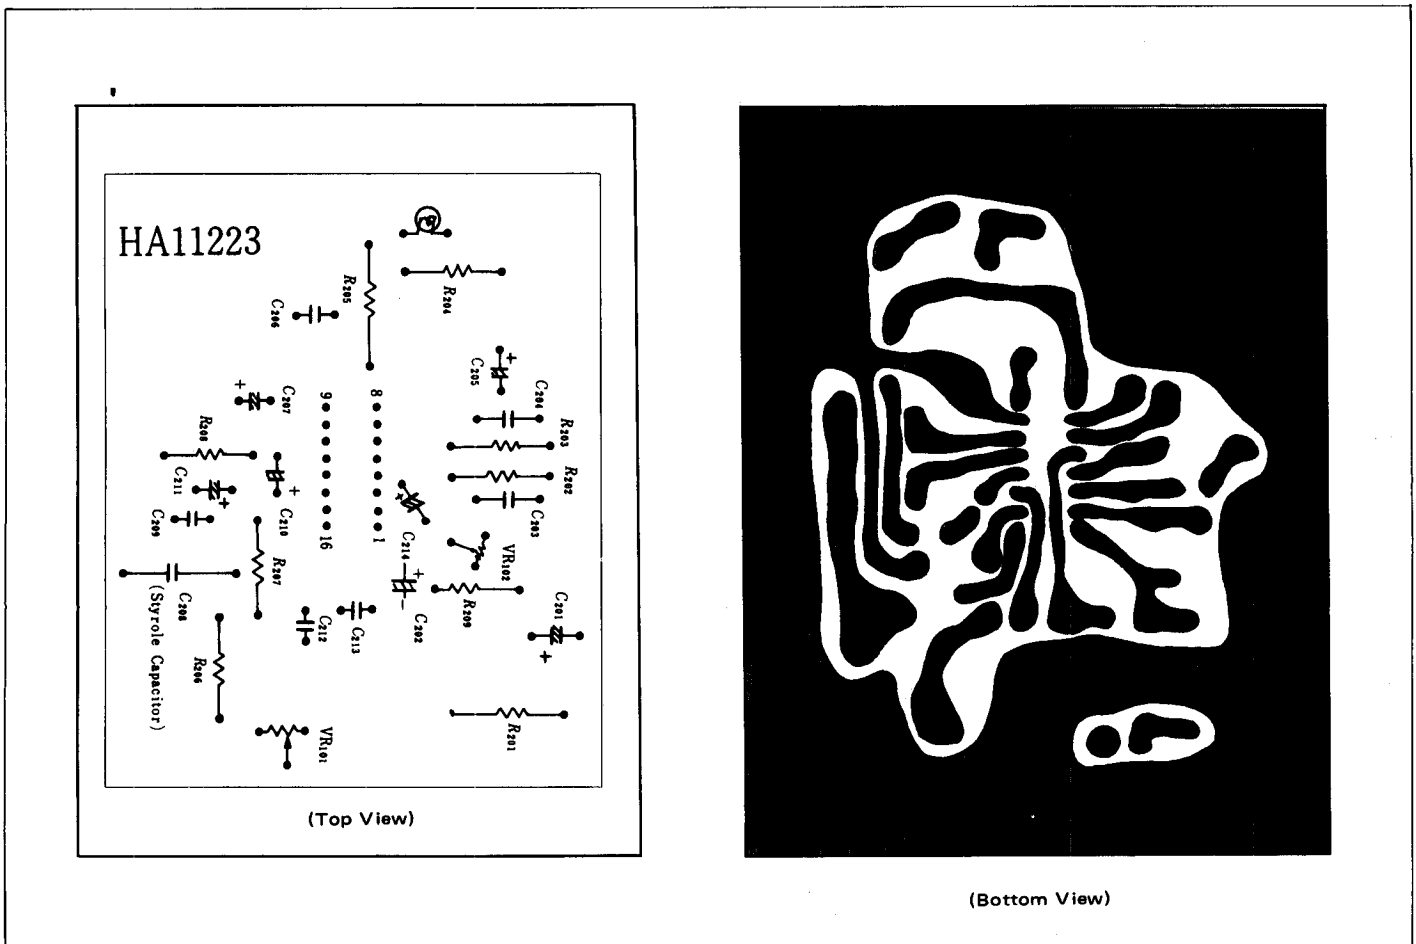 HA11223
R205
R204
C206
C205
C204
9
8
C207
R203
R208
R202
C211
C209
C210
16
1
C203
C214
VR102
R207
C208
(Styrole Capacitor)
C212
C213
C202
R209
C201
R206
VR101
R201
(Top View)
(Bottom View)